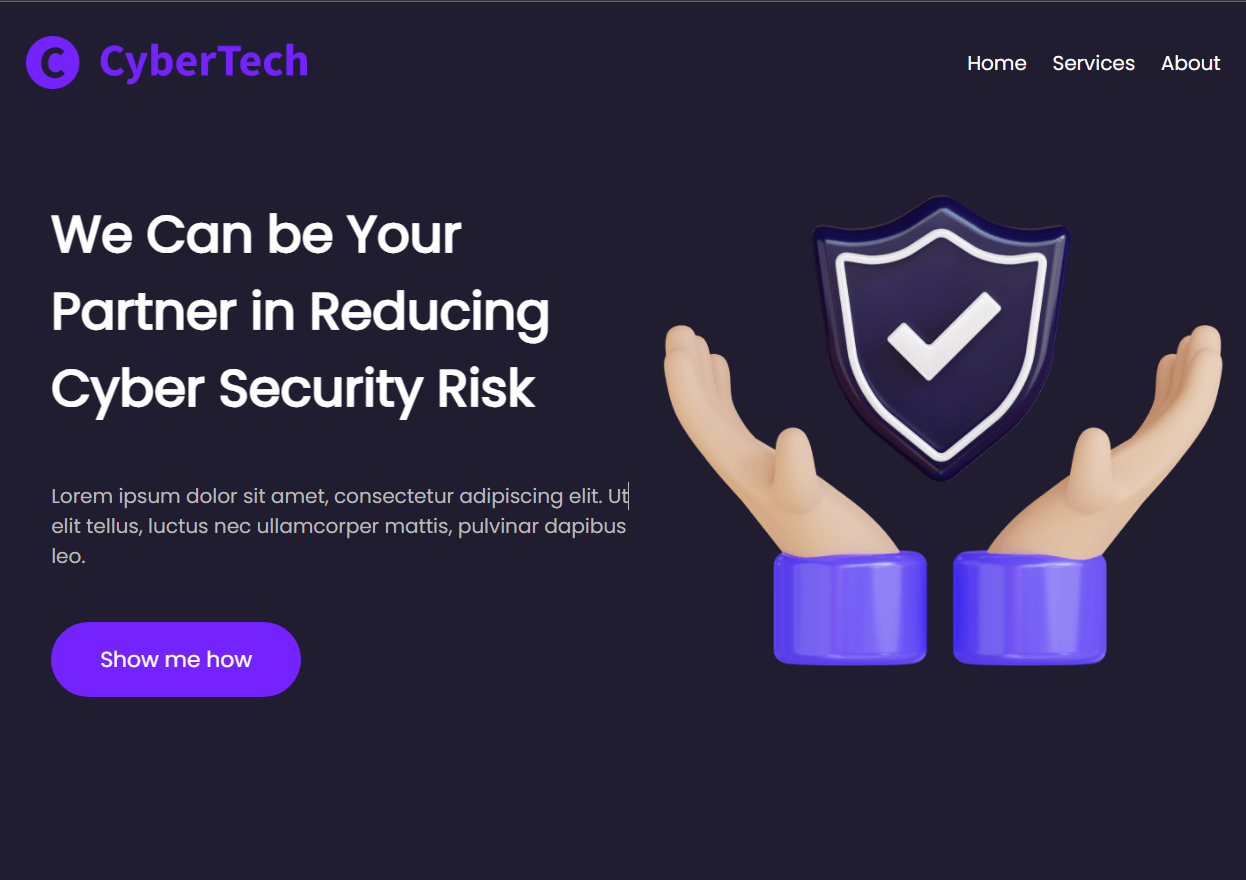 C CyberTech
Home Services About
We Can be Your
Partner in Reducing
Cyber Security Risk
Lorem ipsum dolor sit amet, consectetur adipiscing elit. Ut
elit tellus, luctus nec ullamcorper mattis, pulvinar dapibus
leo.
Show me how